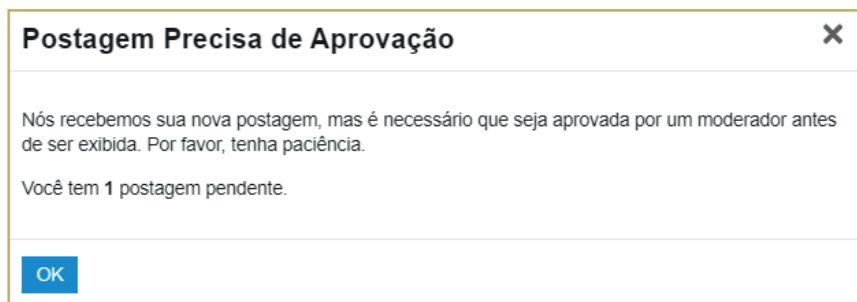 Postagem Precisa de Aprovação
Nós recebemos sua nova postagem, mas é necessário que seja aprovada por um moderador antes
de ser exibida. Por favor, tenha paciência.
Você tem 1 postagem pendente.
OK